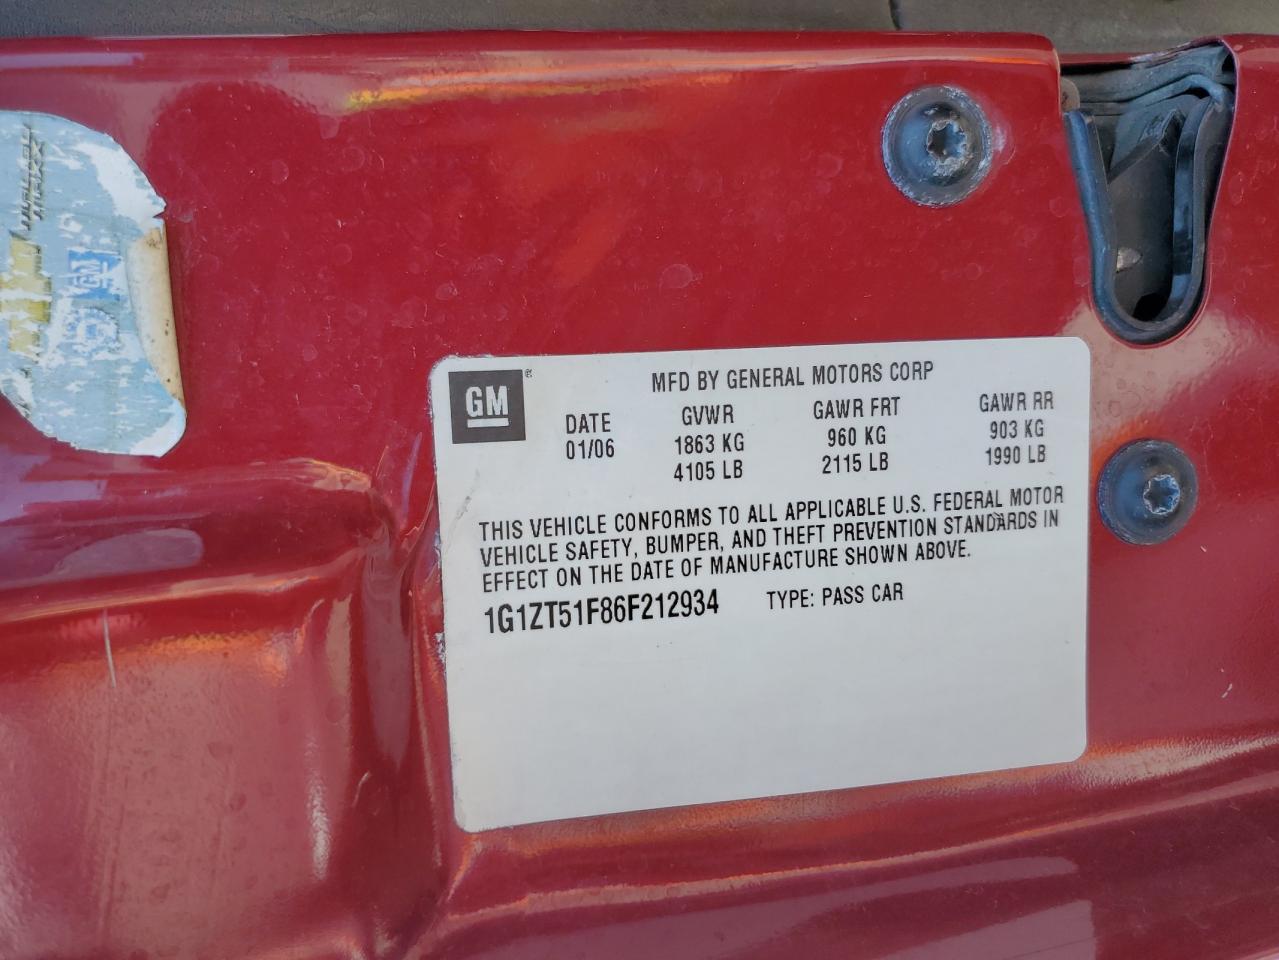 GM
MFD BY GENERAL MOTORS CORP
DATE GVWR GAWR FRT GAWR RR
01/06 1863 KG 960 KG 903 KG
4105 LB 2115 LB 1990 LB
THIS VEHICLE CONFORMS TO ALL APPLICABLE U.S. FEDERAL MOTOR
VEHICLE SAFETY, BUMPER, AND THEFT PREVENTION STANDARDS IN
EFFECT ON THE DATE OF MANUFACTURE SHOWN ABOVE.
1G1ZT51F86F212934 TYPE: PASS CAR
GM